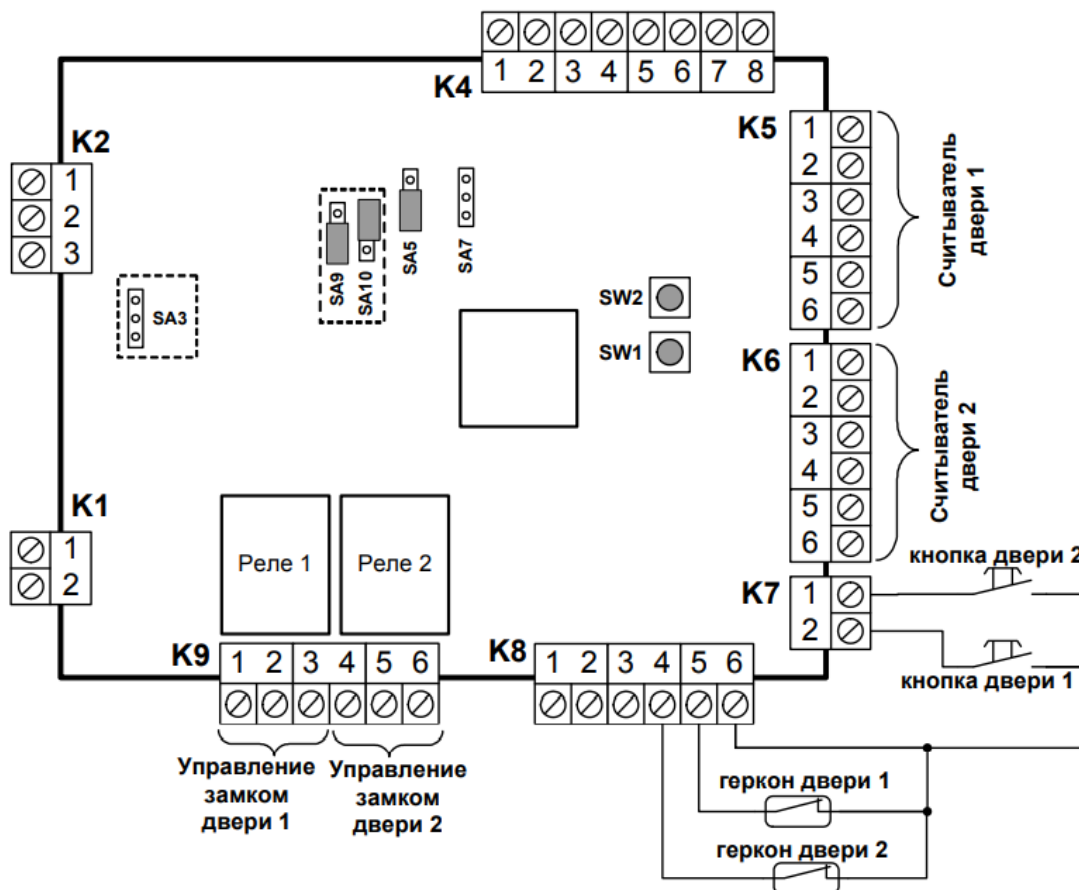 K4
1 2 3 4 5 6 7 8
K2
1
2
3
K5
1
2
3
4
5
6
Считыватель
двери 1
SA9
SA10
SA5
SA7
SA3
SW2
SW1
K6
1
2
3
4
5
6
Считыватель
двери 2
K1
1
2
Реле 1
Реле 2
K7
1
2
кнопка двери 2
кнопка двери 1
K9
1 2 3 4 5 6
K8
1 2 3 4 5 6
Управление
замком
двери 1
Управление
замком
двери 2
геркон двери 1
геркон двери 2